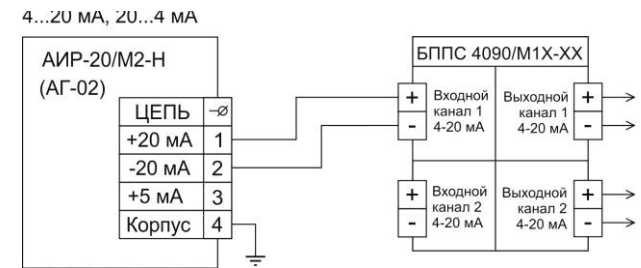 4...20 мА, 20...4 мА
АИР-20/М2-Н
(АГ-02)
ЦЕПЬ
+20 мА 1
-20 мА 2
+5 мА 3
Корпус 4
БППС 4090/М1Х-ХХ
+ Входной Выходной +
канал 1 канал 1
- 4-20 мА 4-20 мА -
+ Входной Выходной +
канал 2 канал 2
- 4-20 мА 4-20 мА -